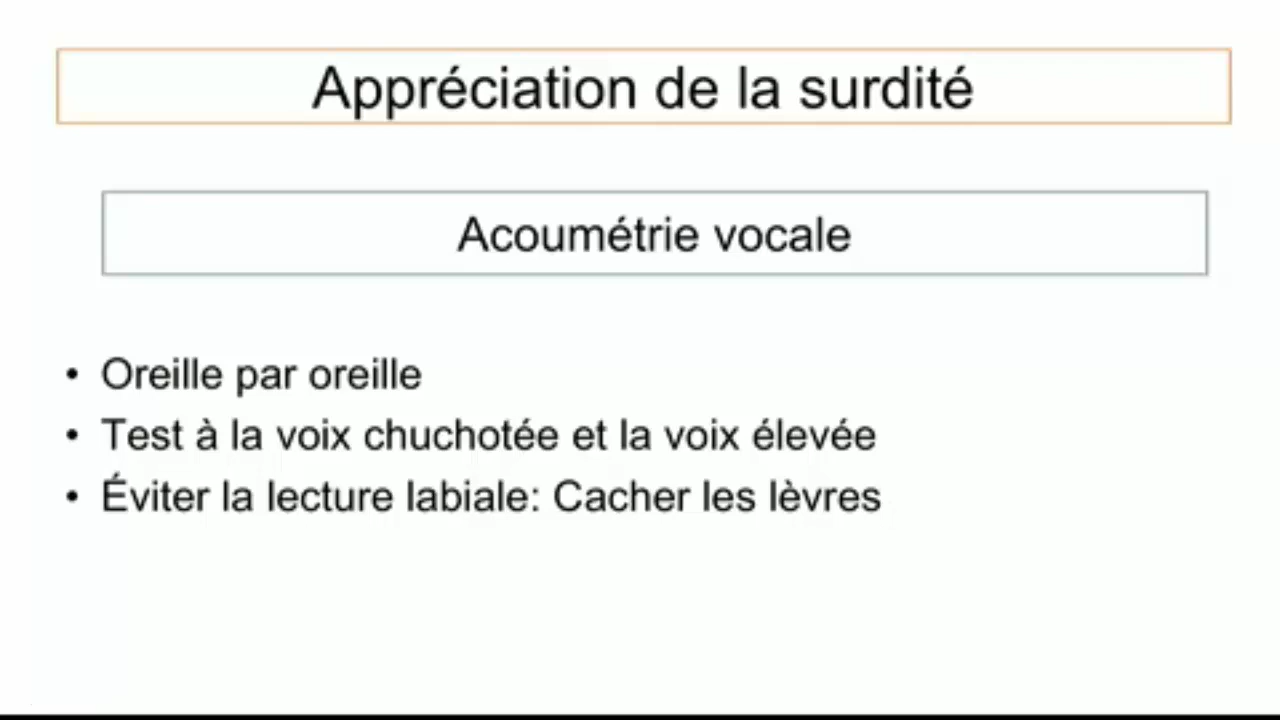 Appréciation de la surdité
Acoumétrie vocale
• Oreille par oreille
• Test à la voix chuchotée et la voix élevée
• Éviter la lecture labiale: Cacher les lèvres